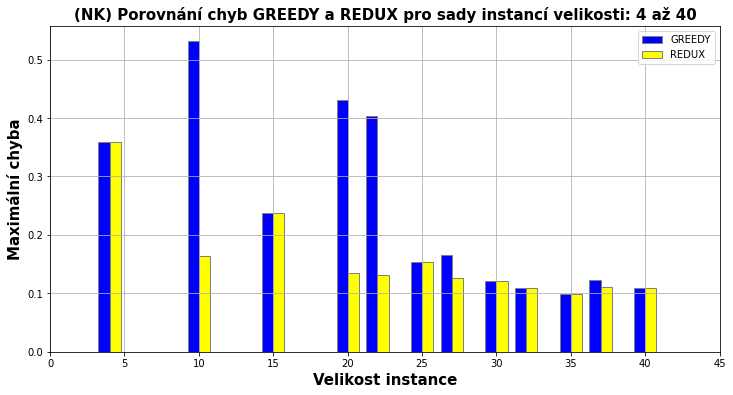 (NK) Porovnání chyb GREEDY a REDUX pro sady instancí velikosti: 4 až 40
GREEDY
REDUX
Maximální chyba
0.5
0.4
0.3
0.2
0.1
0.0
0 5 10 15 20 25 30 35 40 45
Velikost instance